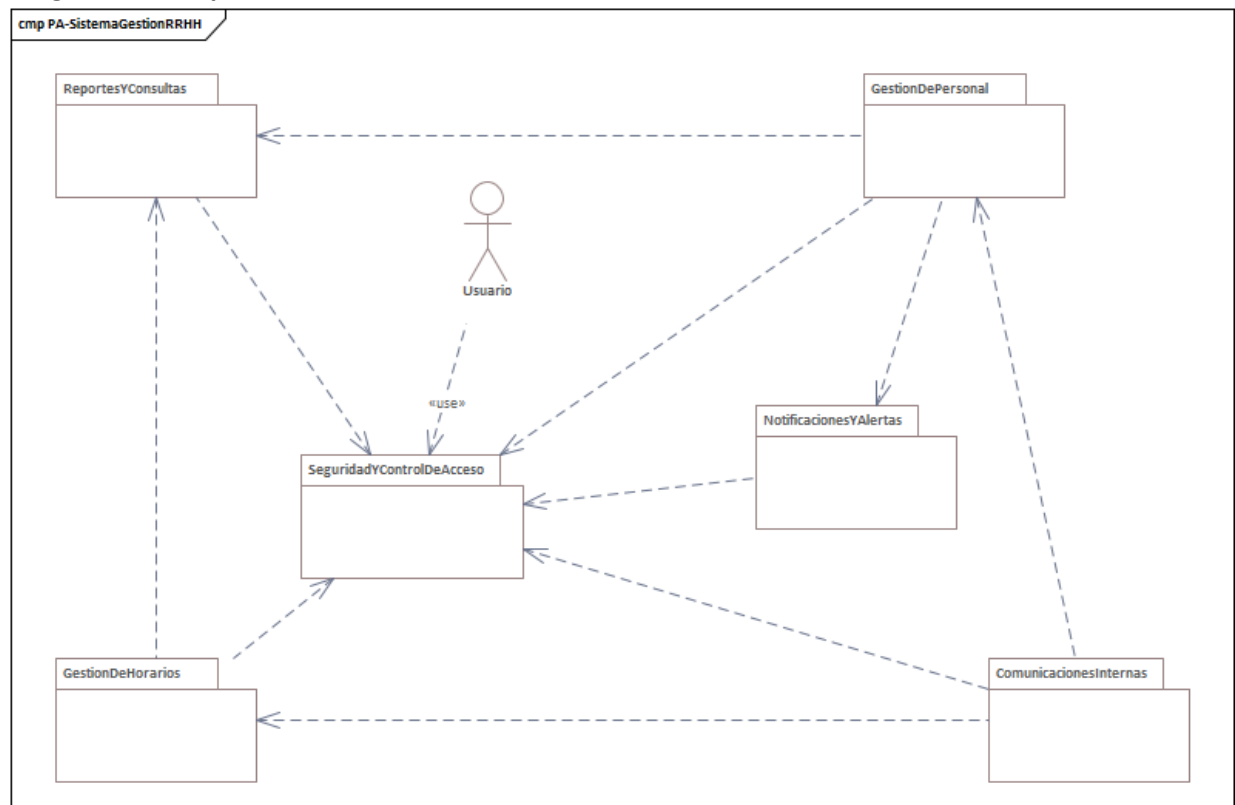 cmp PA-SistemaGestionRRHH
ReportesYConsultas
GestionDePersonal
Usuario
«use»
NotificacionesYAlertas
SeguridadYControlDeAcceso
GestionDeHorarios
ComunicacionesInternas